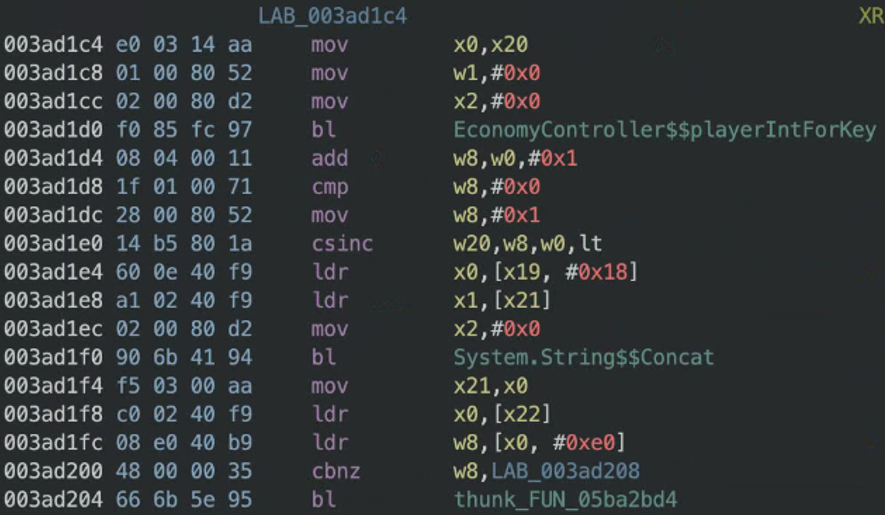 LAB_003ad1c4 XR
003ad1c4 e0 03 14 aa mov x0,x20
003ad1c8 01 00 80 52 mov w1,#0x0
003ad1cc 02 00 80 d2 mov x2,#0x0
003ad1d0 f0 85 fc 97 bl EconomyController$$playerIntForKey
003ad1d4 08 04 00 11 add w8,w0,#0x1
003ad1d8 1f 01 00 71 cmp w8,#0x0
003ad1dc 28 00 80 52 mov w8,#0x1
003ad1e0 14 b5 80 1a csinc w20,w8,w0,lt
003ad1e4 60 0e 40 f9 ldr x0,[x19, #0x18]
003ad1e8 a1 02 40 f9 ldr x1,[x21]
003ad1ec 02 00 80 d2 mov x2,#0x0
003ad1f0 90 6b 41 94 bl System.String$$Concat
003ad1f4 f5 03 00 aa mov x21,x0
003ad1f8 c0 02 40 f9 ldr x0,[x22]
003ad1fc 08 e0 40 b9 ldr w8,[x0, #0xe0]
003ad200 48 00 00 35 cbnz w8,LAB_003ad208
003ad204 66 6b 5e 95 bl thunk_FUN_05ba2bd4